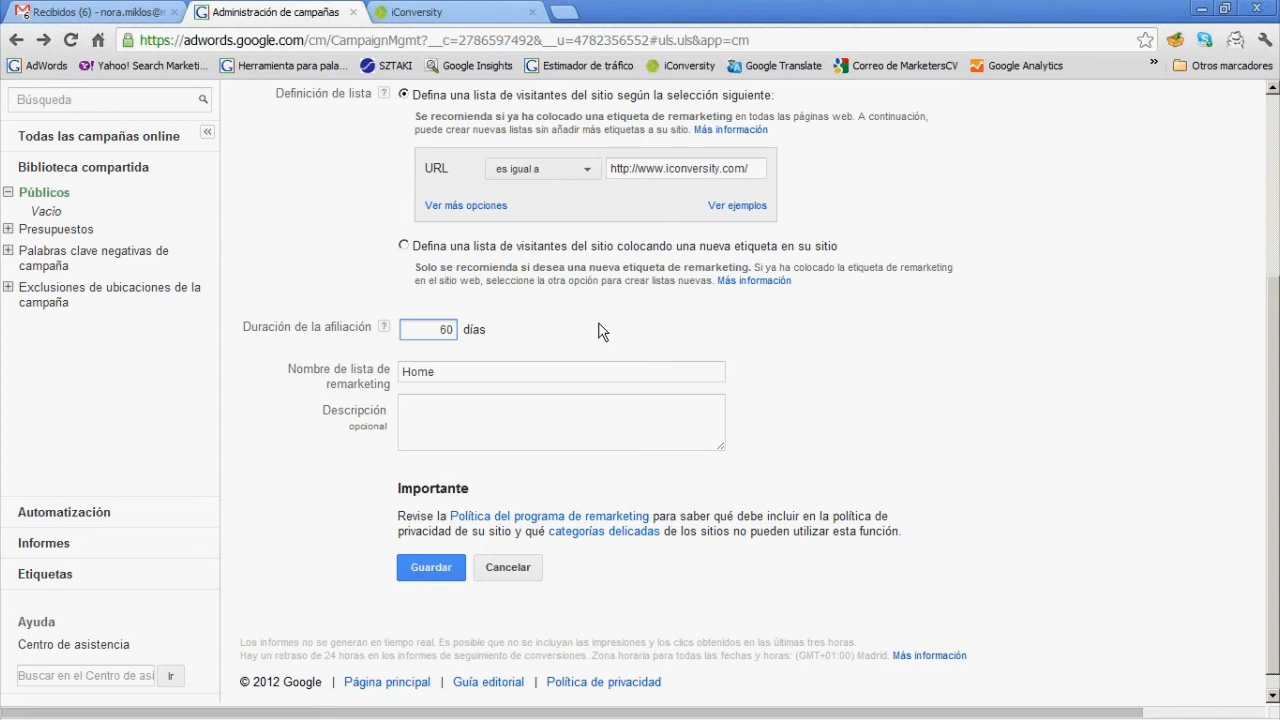 Recibidos (6) - nora.miklos@n
Administración de campañas
iConversity
https://adwords.google.com/cm/CampaignMgmt?__c=2786597492&__u=4782356552#uls.uls&app=cm
AdWords
Yahoo! Search Marketi...
Herramienta para pala...
SZTAKI
Google Insights
Estimador de tráfico
iConversity
Google Translate
Correo de MarketersCV
Google Analytics
»
Otros marcadores
Búsqueda
Todas las campañas online
Biblioteca compartida
Públicos
Vacío
Presupuestos
Palabras clave negativas de
campaña
Exclusiones de ubicaciones de la
campaña
Automatización
Informes
Etiquetas
Ayuda
Centro de asistencia
Buscar en el Centro de asi
Ir
Definición de lista ?
Defina una lista de visitantes del sitio según la selección siguiente:
Se recomienda si ya ha colocado una etiqueta de remarketing en todas las páginas web. A continuación,
puede crear nuevas listas sin añadir más etiquetas a su sitio. Más información
URL es igual a http://www.iconversity.com/
Ver más opciones Ver ejemplos
Defina una lista de visitantes del sitio colocando una nueva etiqueta en su sitio
Solo se recomienda si desea una nueva etiqueta de remarketing. Si ya ha colocado la etiqueta de remarketing
en el sitio web, seleccione la otra opción para crear listas nuevas. Más información
Duración de la afiliación ? 60 días
Nombre de lista de
remarketing
Home
Descripción
opcional
Importante
Revise la Política del programa de remarketing para saber qué debe incluir en la política de
privacidad de su sitio y qué categorías delicadas de los sitios no pueden utilizar esta función.
Guardar Cancelar
Los informes no se generan en tiempo real. Es posible que no se incluyan las impresiones y los clics obtenidos en las últimas tres horas.
Hay un retraso de 24 horas en los informes de seguimiento de conversiones. Zona horaria para todas las fechas y horas: (GMT+01:00) Madrid. Más información
© 2012 Google | Página principal | Guía editorial | Política de privacidad